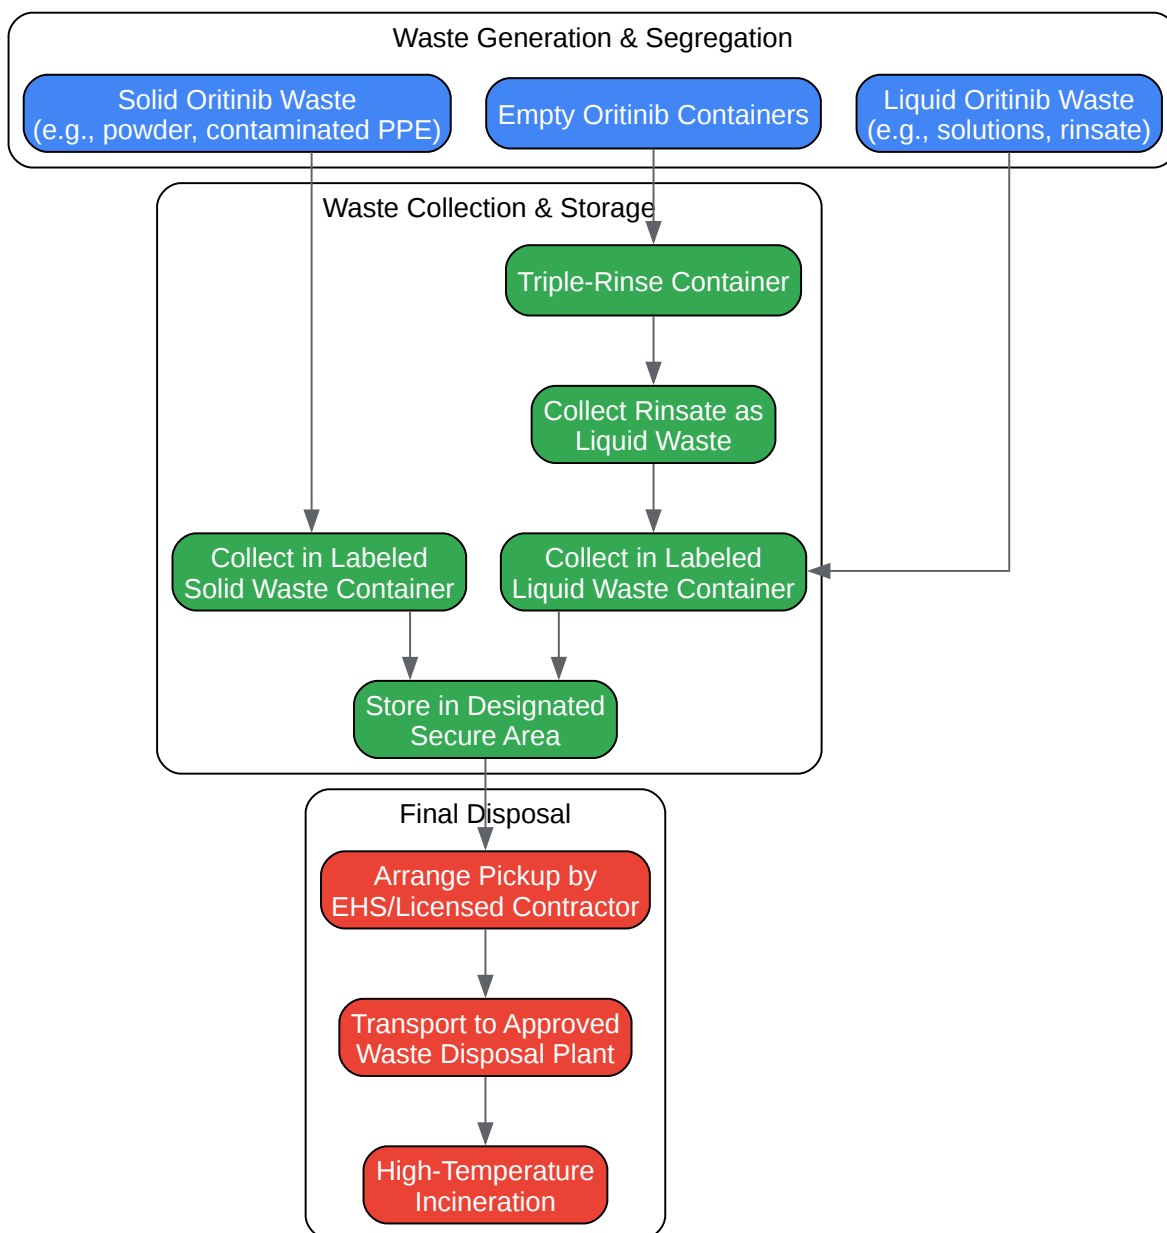 Waste Generation & Segregation
Solid Oritinib Waste
(e.g., powder, contaminated PPE)
Empty Oritinib Containers
Liquid Oritinib Waste
(e.g., solutions, rinsate)
Waste Collection & Storage
Triple-Rinse Container
Collect Rinsate as
Liquid Waste
Collect in Labeled
Solid Waste Container
Collect in Labeled
Liquid Waste Container
Store in Designated
Secure Area
Final Disposal
Arrange Pickup by
EHS/Licensed Contractor
Transport to Approved
Waste Disposal Plant
High-Temperature
Incineration